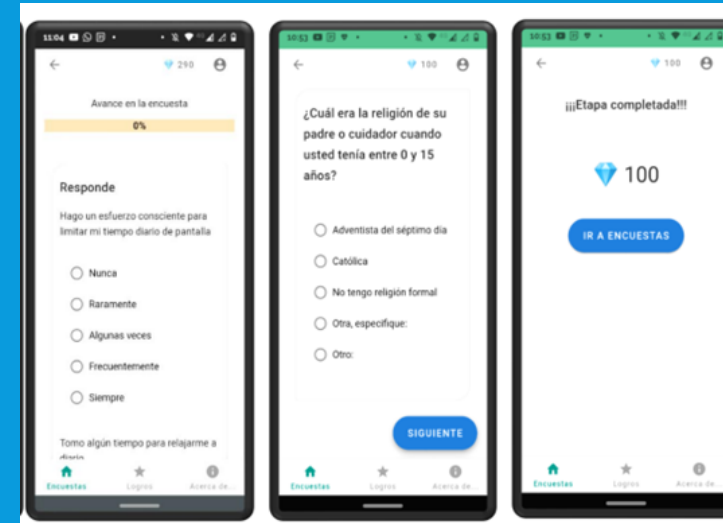 11:04
290
Avance en la encuesta
0%
Responde
Hago un esfuerzo consciente para
limitar mi tiempo diario de pantalla
Nunca
Raramente
Algunas veces
Frecuentemente
Siempre
Tomo algún tiempo para relajarme a
diario
Encuestas
Logros
Acerca de...
10:53
100
¿Cuál era la religión de su
padre o cuidador cuando
usted tenía entre 0 y 15
años?
Adventista del séptimo día
Católica
No tengo religión formal
Otra, especifique:
Otro:
SIGUIENTE
Encuestas
Logros
Acerca de...
10:53
100
¡¡¡Etapa completada!!!
100
IR A ENCUESTAS
Encuestas
Logros
Acerca de...